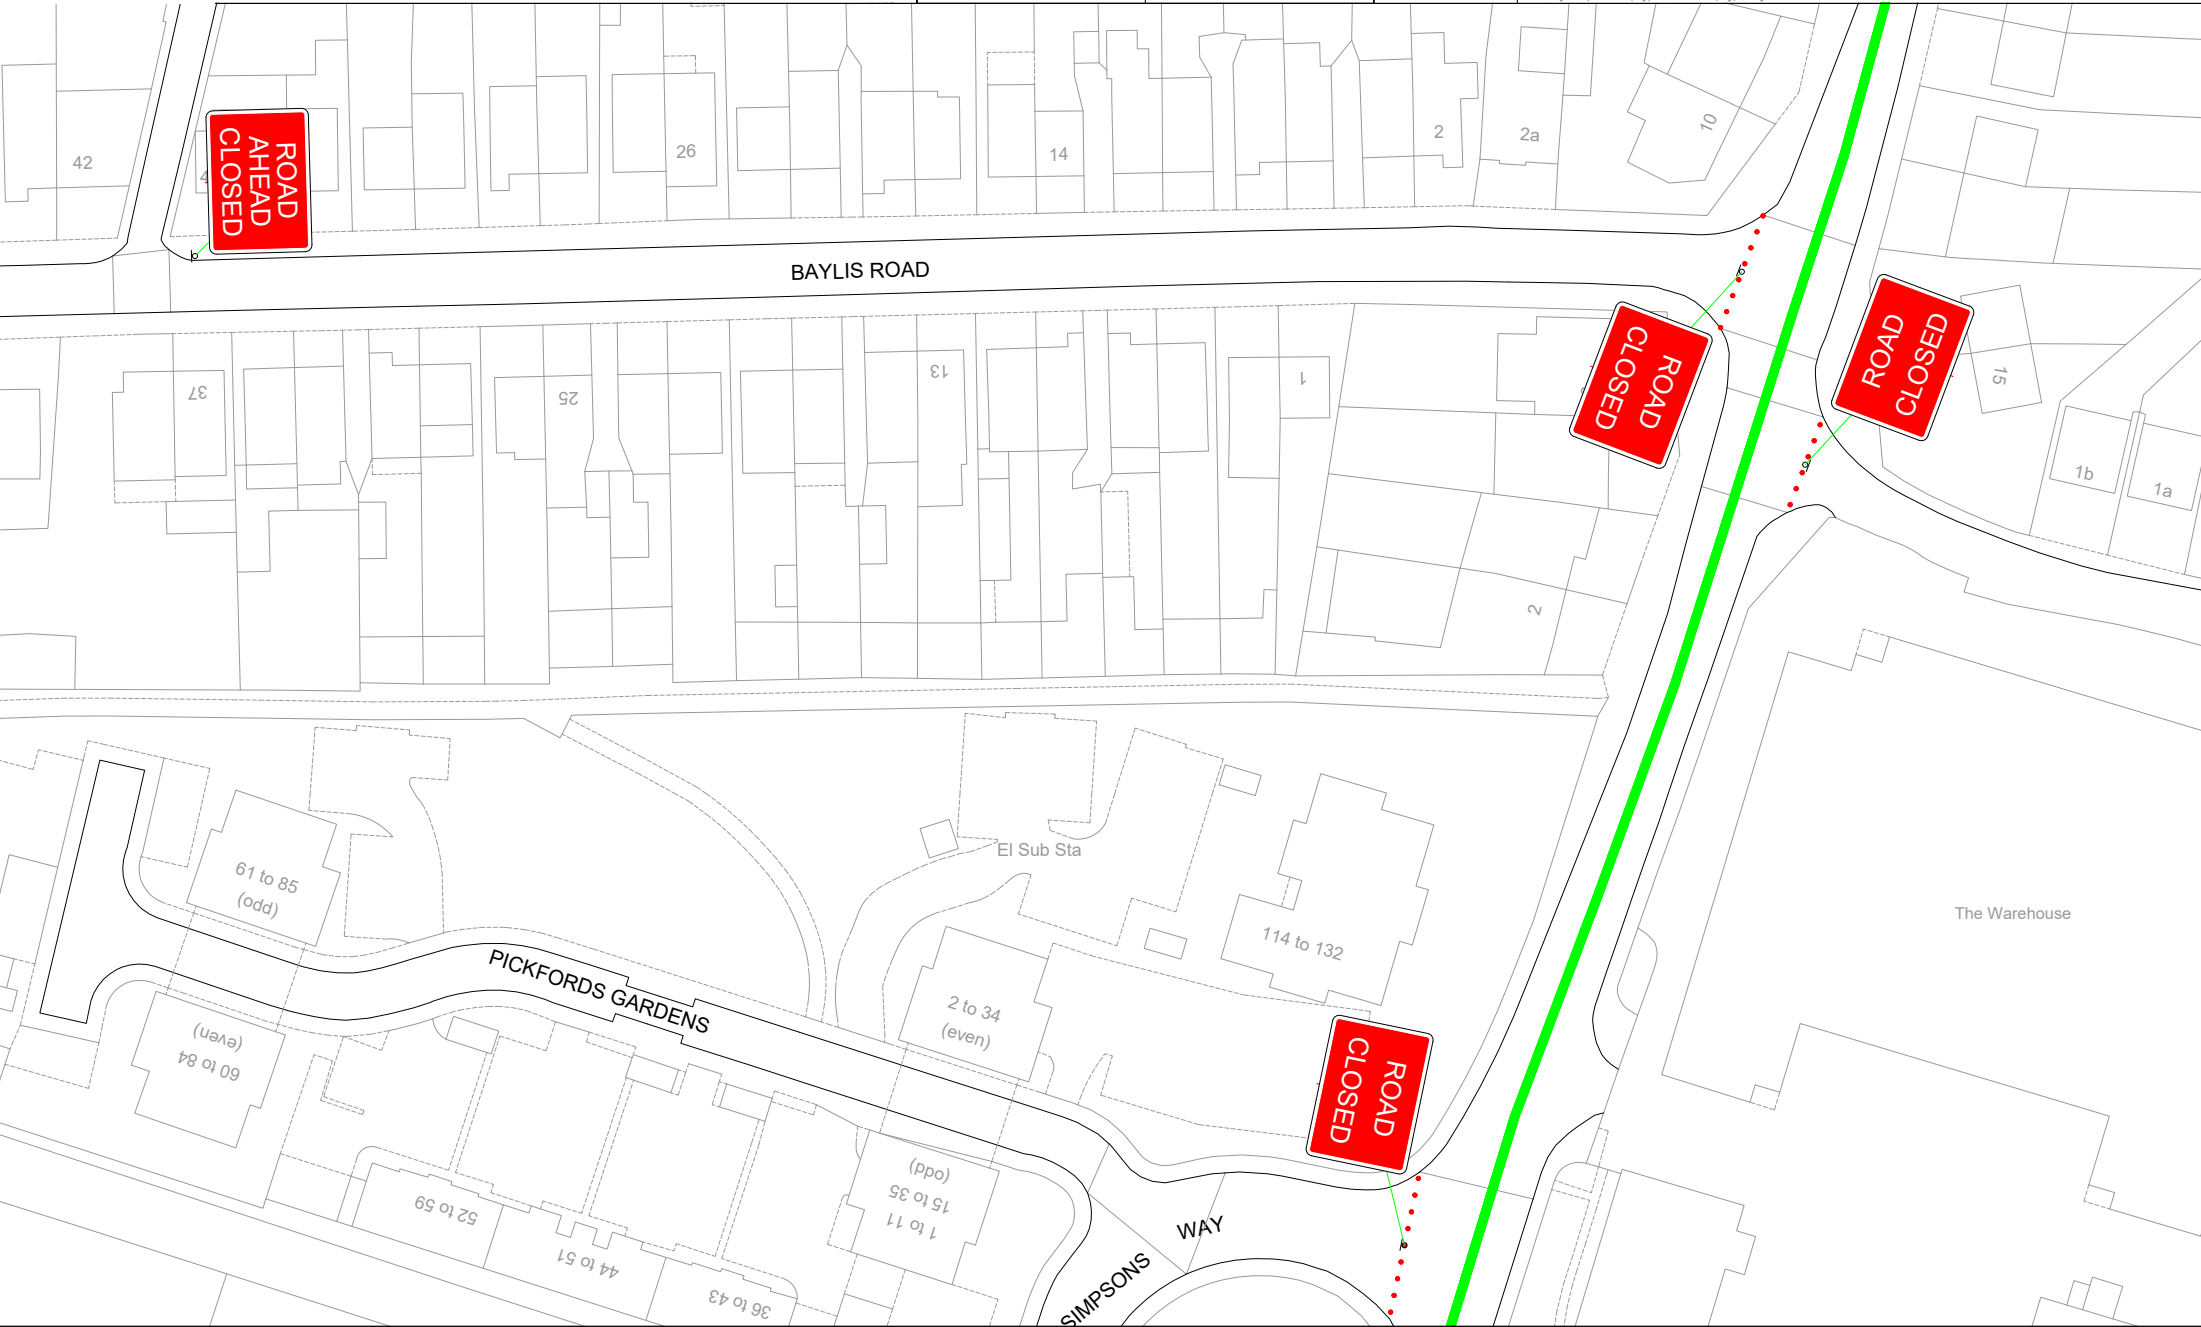 42
ROAD
AHEAD
CLOSED
26
14
2
2a
10
BAYLIS ROAD
ROAD
CLOSED
ROAD
CLOSED
15
1b
1a
37
25
13
1
2
El Sub Sta
61 to 85
(odd)
114 to 132
The Warehouse
PICKFORDS GARDENS
2 to 34
(even)
60 to 84
(even)
ROAD
CLOSED
1 to 11
15 to 35
(odd)
52 to 59
44 to 51
36 to 43
SIMPSONS WAY